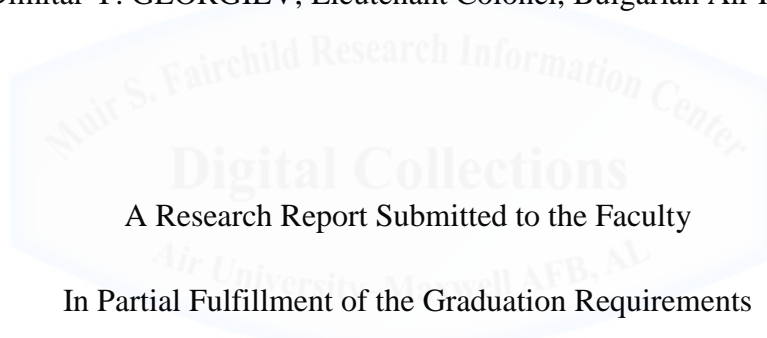 GEORGIEV, Lieutenant Colonel, Bulgarian Air
Muir S. Fairchild Research Information Center
Digital Collections
A Research Report Submitted to the Faculty
Air University, Maxwell AFB, AL
In Partial Fulfillment of the Graduation Requirements